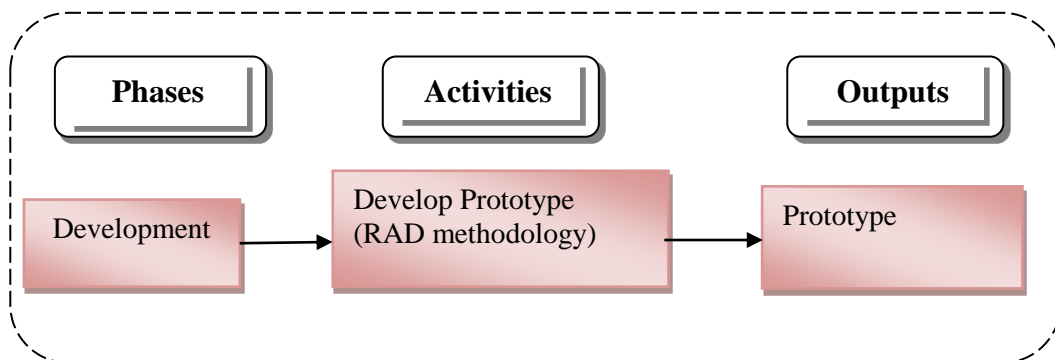 Phases
Activities
Outputs
Development
Develop Prototype
(RAD methodology)
Prototype